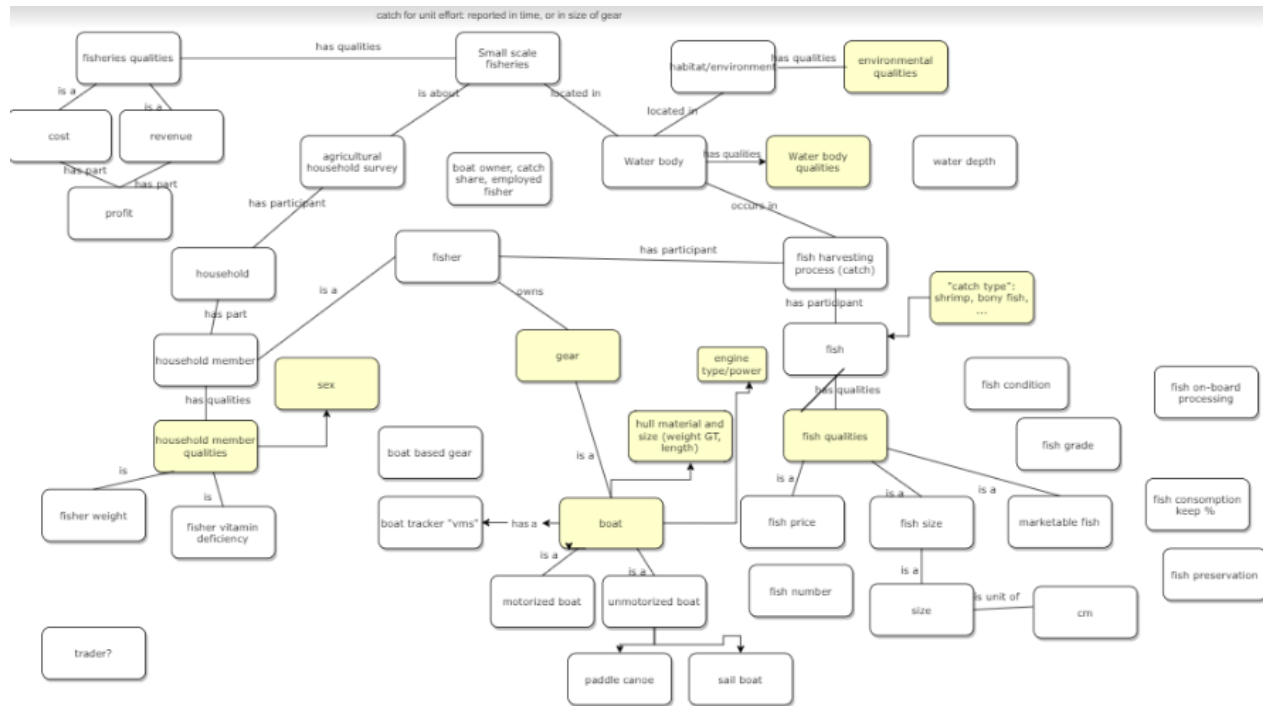 catch for unit effort: reported in time, or in size of gear
fisheries qualities
has qualities
Small scale
fisheries
habitat/environment
has qualities
environmental
qualities
is a
is a
is about
located in
located in
cost
revenue
agricultural
household survey
boat owner, catch
share, employed
fisher
Water body
has qualities
Water body
qualities
water depth
has part
has part
profit
has participant
occurs in
household
fisher
has participant
fish harvesting
process (catch)
is a
owns
has participant
"catch type":
shrimp, bony fish,
...
has part
household member
gear
engine
type/power
fish
sex
has qualities
has qualities
fish condition
fish on-board
processing
household member
qualities
hull material and
size (weight GT,
length)
fish qualities
fish grade
boat based gear
is a
is
is
is a
is a
is a
fisher weight
fisher vitamin
deficiency
boat tracker "vms"
has a
boat
fish price
fish size
marketable fish
fish consomption
keep %
is a
is a
is a
motorized boat
unmotorized boat
fish number
size
is unit of
cm
fish preservation
trader?
paddle canoe
sail boat